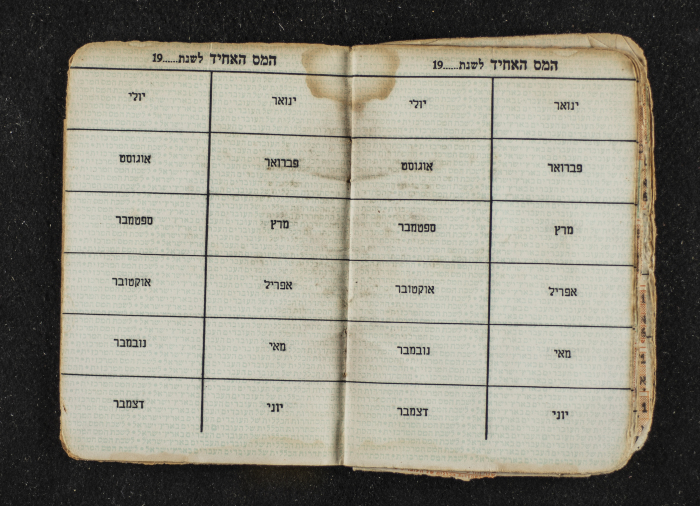 המס האחיד לשנת......19
ינואר יולי
פברואר אוגוסט
מרץ ספטמבר
אפריל אוקטובר
מאי נובמבר
יוני דצמבר
המס האחיד לשנת......19
ינואר יולי
פברואר אוגוסט
מרץ ספטמבר
אפריל אוקטובר
מאי נובמבר
יוני דצמבר